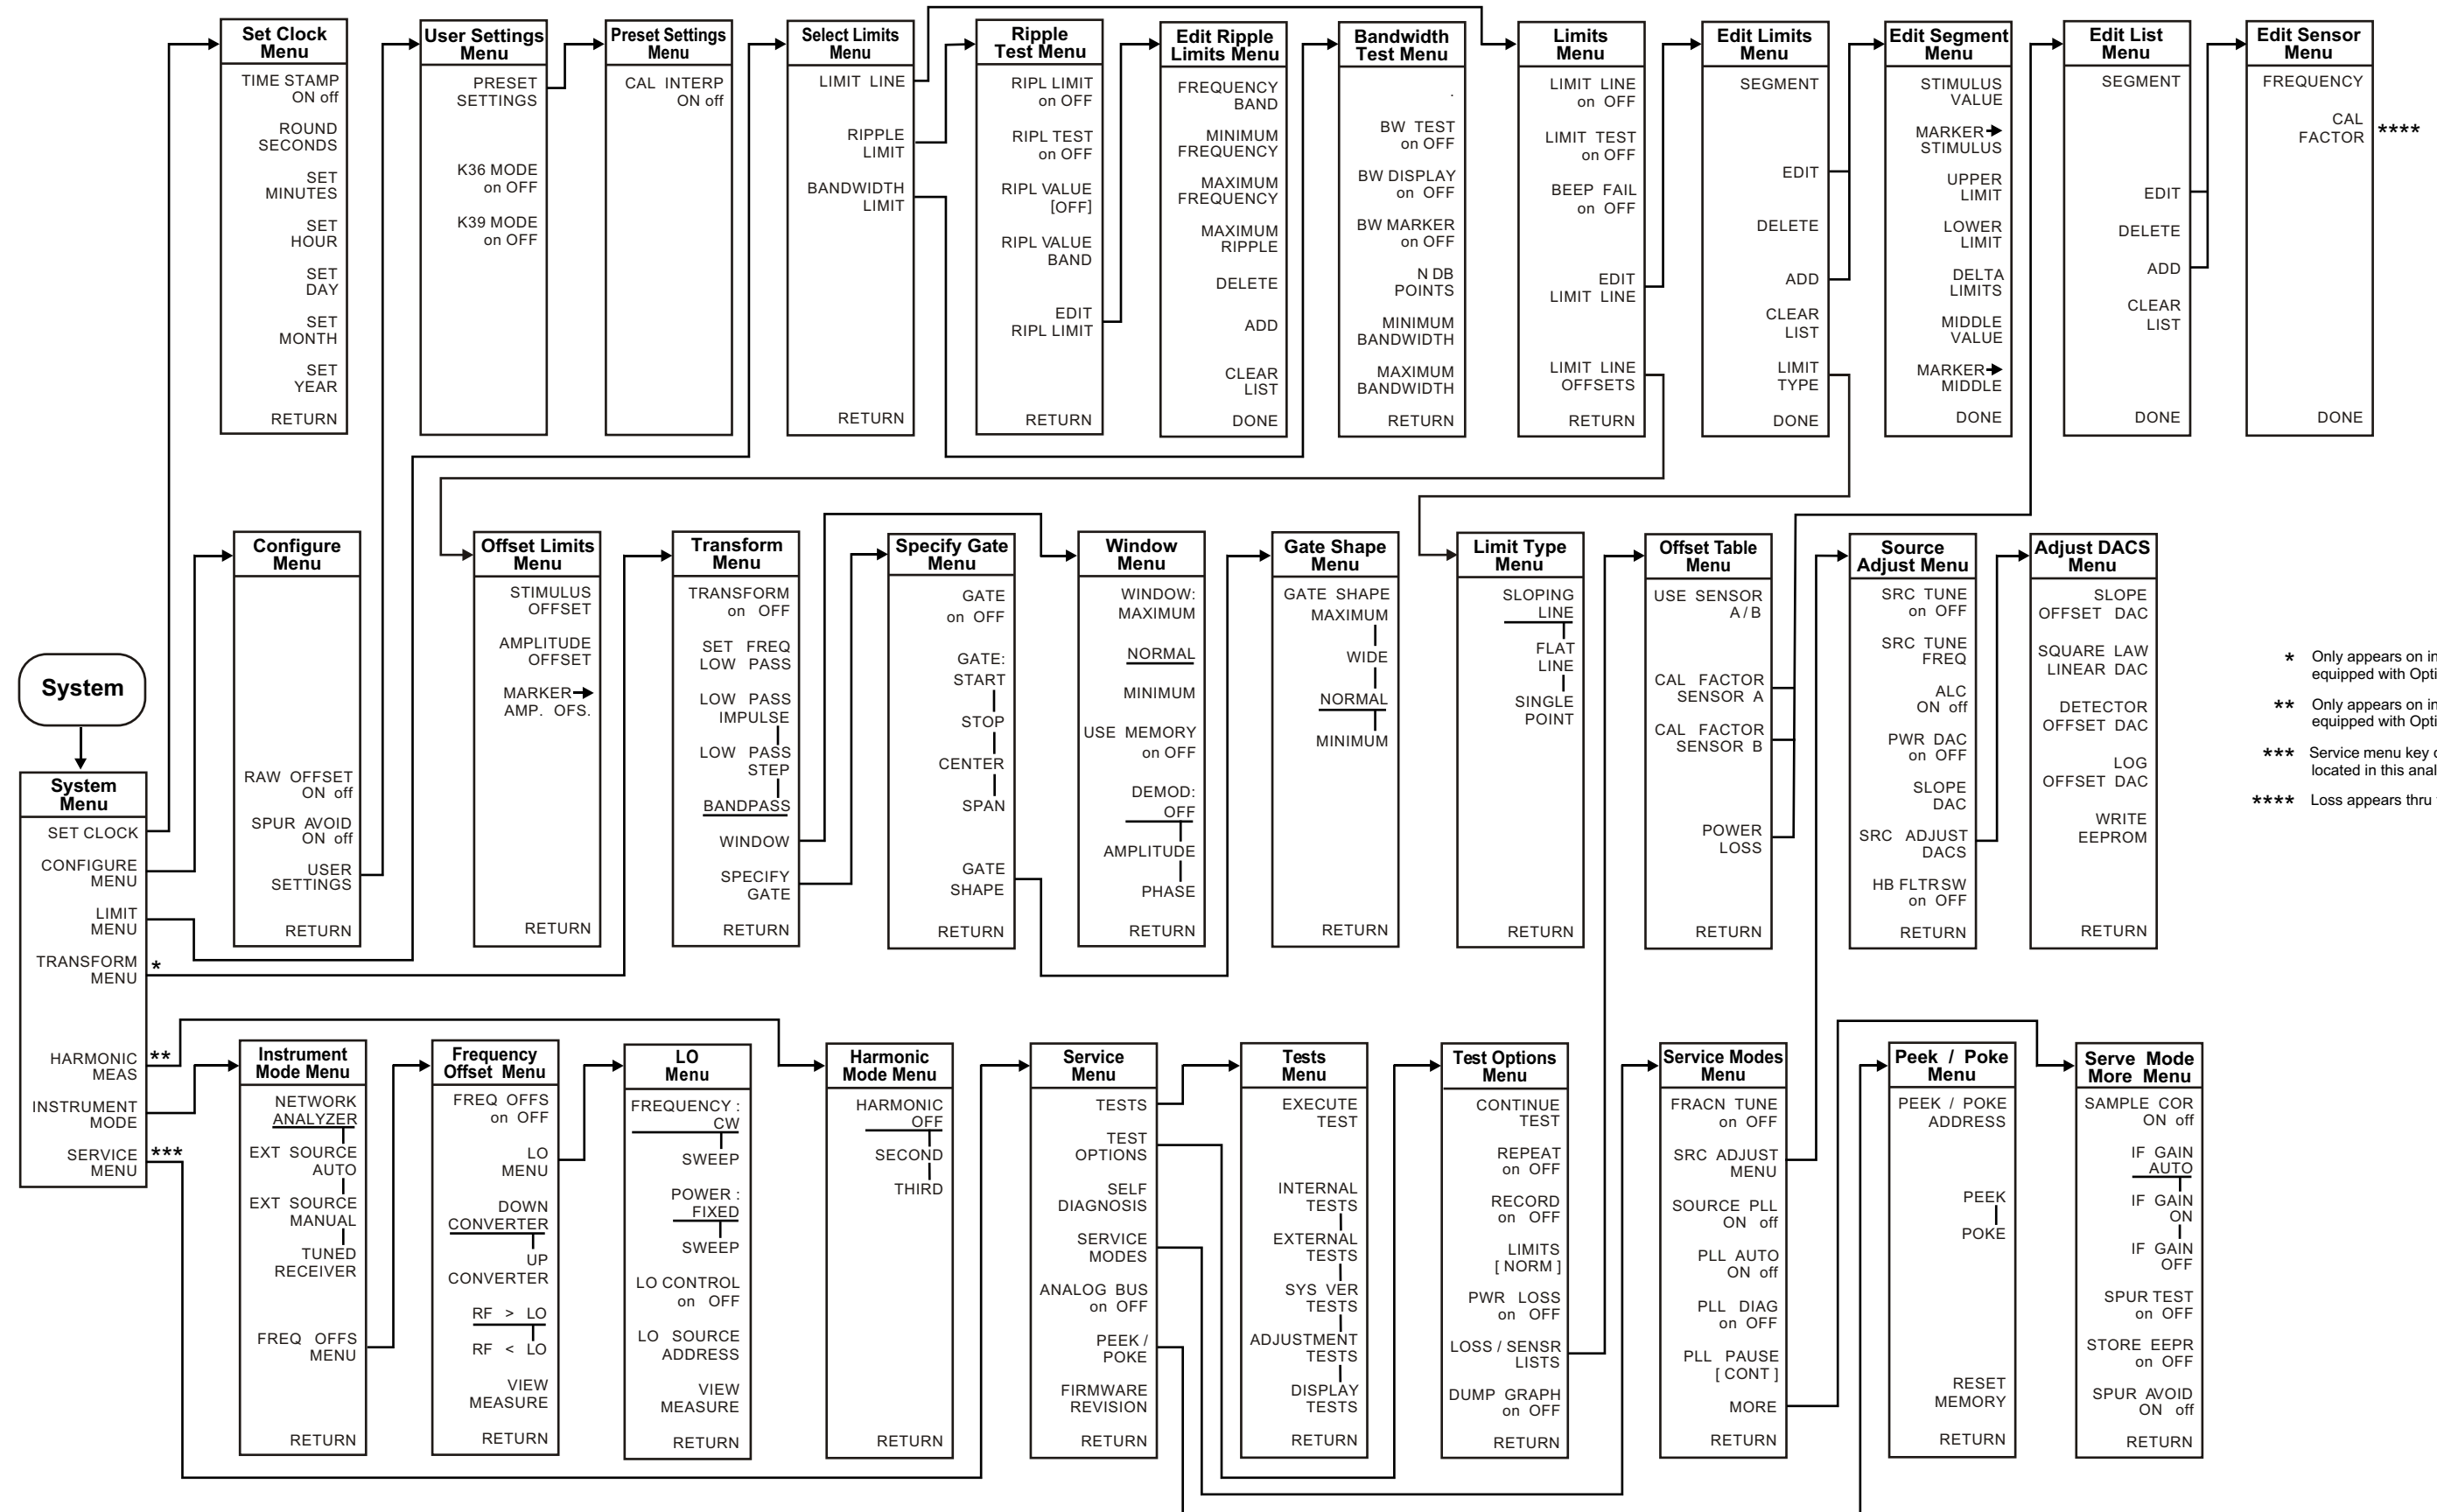 Set Clock
Menu
TIME STAMP
ON off
ROUND
SECONDS
SET
MINUTES
SET
HOUR
SET
DAY
SET
MONTH
SET
YEAR
RETURN
User Settings
Menu
PRESET
SETTINGS
K36 MODE
on OFF
K39 MODE
on OFF
Preset Settings
Menu
CAL INTERP
ON off
Select Limits
Menu
LIMIT LINE
RIPPLE
LIMIT
BANDWIDTH
LIMIT
RETURN
Ripple
Test Menu
RIPL LIMIT
on OFF
RIPL TEST
on OFF
RIPL VALUE
[OFF]
RIPL VALUE
BAND
EDIT
RIPL LIMIT
RETURN
Edit Ripple
Limits Menu
FREQUENCY
BAND
MINIMUM
FREQUENCY
MAXIMUM
FREQUENCY
MAXIMUM
RIPPLE
DELETE
ADD
CLEAR
LIST
DONE
Bandwidth
Test Menu
.
BW TEST
on OFF
BW DISPLAY
on OFF
BW MARKER
on OFF
N DB
POINTS
MINIMUM
BANDWIDTH
MAXIMUM
BANDWIDTH
RETURN
Limits
Menu
LIMIT LINE
on OFF
LIMIT TEST
on OFF
BEEP FAIL
on OFF
EDIT
LIMIT LINE
LIMIT LINE
OFFSETS
RETURN
Edit Limits
Menu
SEGMENT
EDIT
DELETE
ADD
CLEAR
LIST
LIMIT
TYPE
DONE
Edit Segment
Menu
STIMULUS
VALUE
MARKER→
STIMULUS
UPPER
LIMIT
LOWER
LIMIT
DELTA
LIMITS
MIDDLE
VALUE
MARKER→
MIDDLE
DONE
Edit List
Menu
SEGMENT
EDIT
DELETE
ADD
CLEAR
LIST
DONE
Edit Sensor
Menu
FREQUENCY
CAL
FACTOR ****
DONE
System
System
Menu
SET CLOCK
CONFIGURE
MENU
LIMIT
MENU
TRANSFORM *
MENU
HARMONIC **
MEAS
INSTRUMENT
MODE
SERVICE ***
MENU
Configure
Menu
RAW OFFSET
ON off
SPUR AVOID
ON off
USER
SETTINGS
RETURN
Offset Limits
Menu
STIMULUS
OFFSET
AMPLITUDE
OFFSET
MARKER→
AMP. OFS.
RETURN
Transform
Menu
TRANSFORM
on OFF
SET FREQ
LOW PASS
LOW PASS
IMPULSE
LOW PASS
STEP
BANDPASS
WINDOW
SPECIFY
GATE
RETURN
Specify Gate
Menu
GATE
on OFF
GATE:
START
STOP
CENTER
SPAN
GATE
SHAPE
RETURN
Window
Menu
WINDOW:
MAXIMUM
NORMAL
MINIMUM
USE MEMORY
on OFF
DEMOD:
OFF
AMPLITUDE
PHASE
RETURN
Gate Shape
Menu
GATE SHAPE
MAXIMUM
WIDE
NORMAL
MINIMUM
RETURN
Limit Type
Menu
SLOPING
LINE
FLAT
LINE
SINGLE
POINT
RETURN
Offset Table
Menu
USE SENSOR
A / B
CAL FACTOR
SENSOR A
CAL FACTOR
SENSOR B
POWER
LOSS
RETURN
Source
Adjust Menu
SRC TUNE
on OFF
SRC TUNE
FREQ
ALC
ON off
PWR DAC
on OFF
SLOPE
DAC
SRC ADJUST
DACS
HB FLTR SW
on OFF
RETURN
Adjust DACS
Menu
SLOPE
OFFSET DAC
SQUARE LAW
LINEAR DAC
DETECTOR
OFFSET DAC
LOG
OFFSET DAC
WRITE
EEPROM
RETURN
* Only appears on in
equipped with Opti
** Only appears on in
equipped with Opti
*** Service menu key
located in this anal
**** Loss appears thru
Instrument
Mode Menu
NETWORK
ANALYZER
EXT SOURCE
AUTO
EXT SOURCE
MANUAL
TUNED
RECEIVER
FREQ OFFS
MENU
RETURN
Frequency
Offset Menu
FREQ OFFS
on OFF
LO
MENU
DOWN
CONVERTER
UP
CONVERTER
RF > LO
RF < LO
VIEW
MEASURE
RETURN
LO
Menu
FREQUENCY :
CW
SWEEP
POWER :
FIXED
SWEEP
LO CONTROL
on OFF
LO SOURCE
ADDRESS
VIEW
MEASURE
RETURN
Harmonic
Mode Menu
HARMONIC
OFF
SECOND
THIRD
RETURN
Service
Menu
TESTS
TEST
OPTIONS
SELF
DIAGNOSIS
SERVICE
MODES
ANALOG BUS
on OFF
PEEK /
POKE
FIRMWARE
REVISION
RETURN
Tests
Menu
EXECUTE
TEST
INTERNAL
TESTS
EXTERNAL
TESTS
SYS VER
TESTS
ADJUSTMENT
TESTS
DISPLAY
TESTS
RETURN
Test Options
Menu
CONTINUE
TEST
REPEAT
on OFF
RECORD
on OFF
LIMITS
[ NORM ]
PWR LOSS
on OFF
LOSS / SENSR
LISTS
DUMP GRAPH
on OFF
RETURN
Service Modes
Menu
FRACN TUNE
on OFF
SRC ADJUST
MENU
SOURCE PLL
ON off
PLL AUTO
ON off
PLL DIAG
on OFF
PLL PAUSE
[ CONT ]
MORE
RETURN
Peek / Poke
Menu
PEEK / POKE
ADDRESS
PEEK
POKE
RESET
MEMORY
RETURN
Serve Mode
More Menu
SAMPLE COR
ON off
IF GAIN
AUTO
IF GAIN
ON
IF GAIN
OFF
SPUR TEST
on OFF
STORE EEPR
on OFF
SPUR AVOID
ON off
RETURN